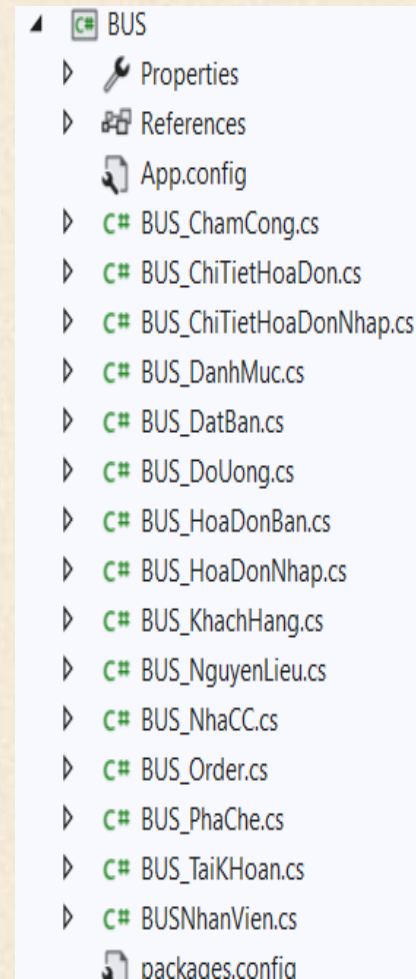 C# BUS
Properties
References
App.config
C# BUS_ChamCong.cs
C# BUS_ChiTietHoaDon.cs
C# BUS_ChiTietHoaDonNhap.cs
C# BUS_DanhMuc.cs
C# BUS_DatBan.cs
C# BUS_DoUong.cs
C# BUS_HoaDonBan.cs
C# BUS_HoaDonNhap.cs
C# BUS_KhachHang.cs
C# BUS_NguyenLieu.cs
C# BUS_NhaCC.cs
C# BUS_Order.cs
C# BUS_PhaChe.cs
C# BUS_TaiKHoan.cs
C# BUSNhanVien.cs
packages.config